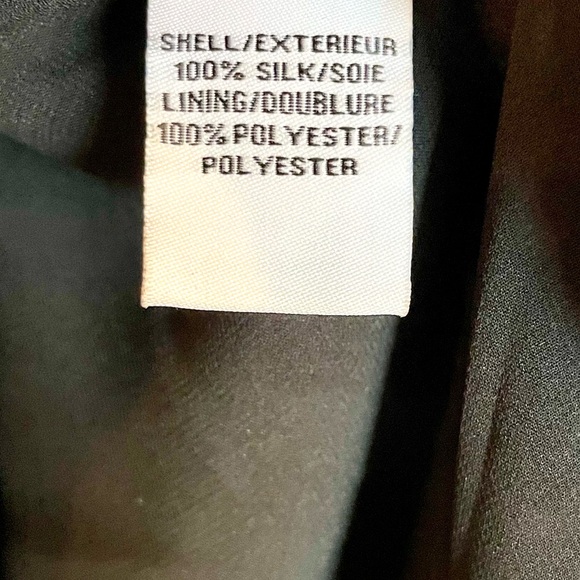 SHELL/EXTERIEUR
100% SILK/SOIE
LINING/DOUBLURE
100% POLYESTER/
POLYESTER